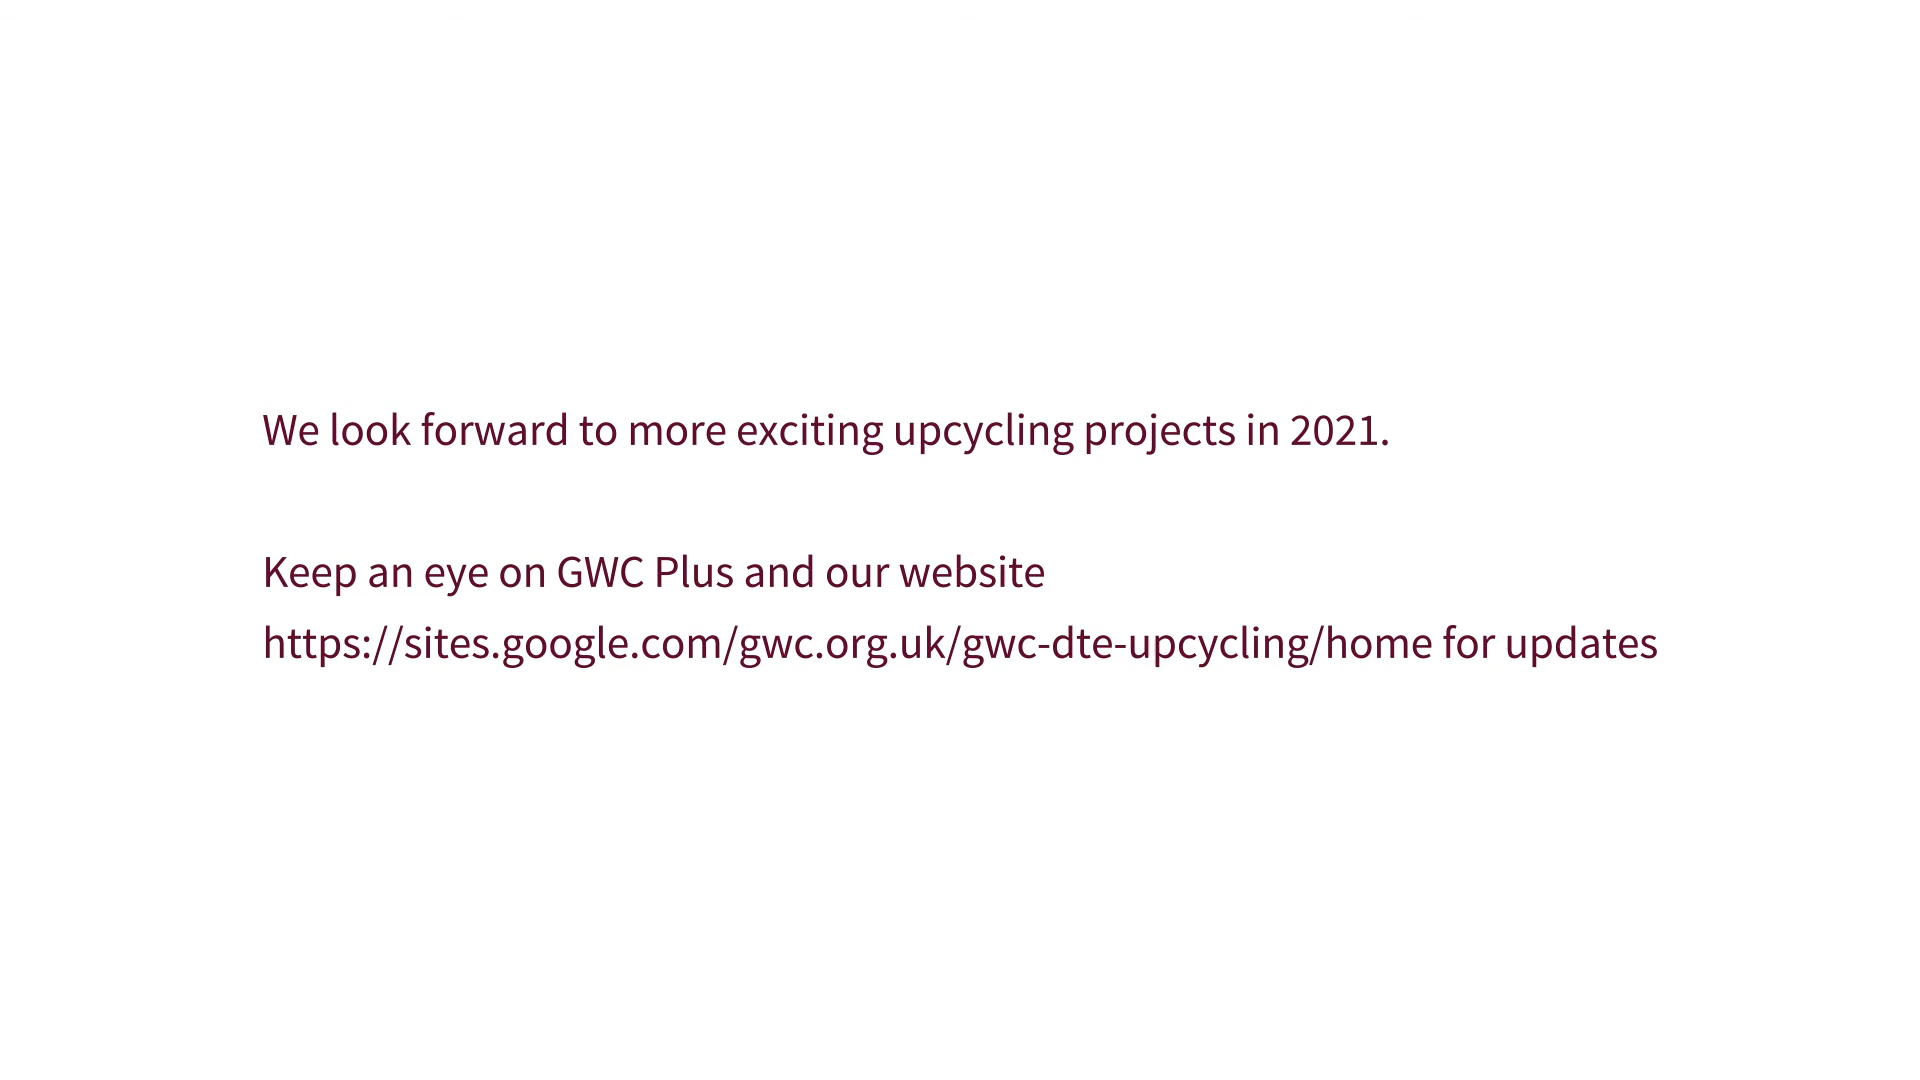 We look forward to more exciting upcycling projects in 2021.
Keep an eye on GWC Plus and our website
https://sites.google.com/gwc.org.uk/gwc-dte-upcycling/home for updates